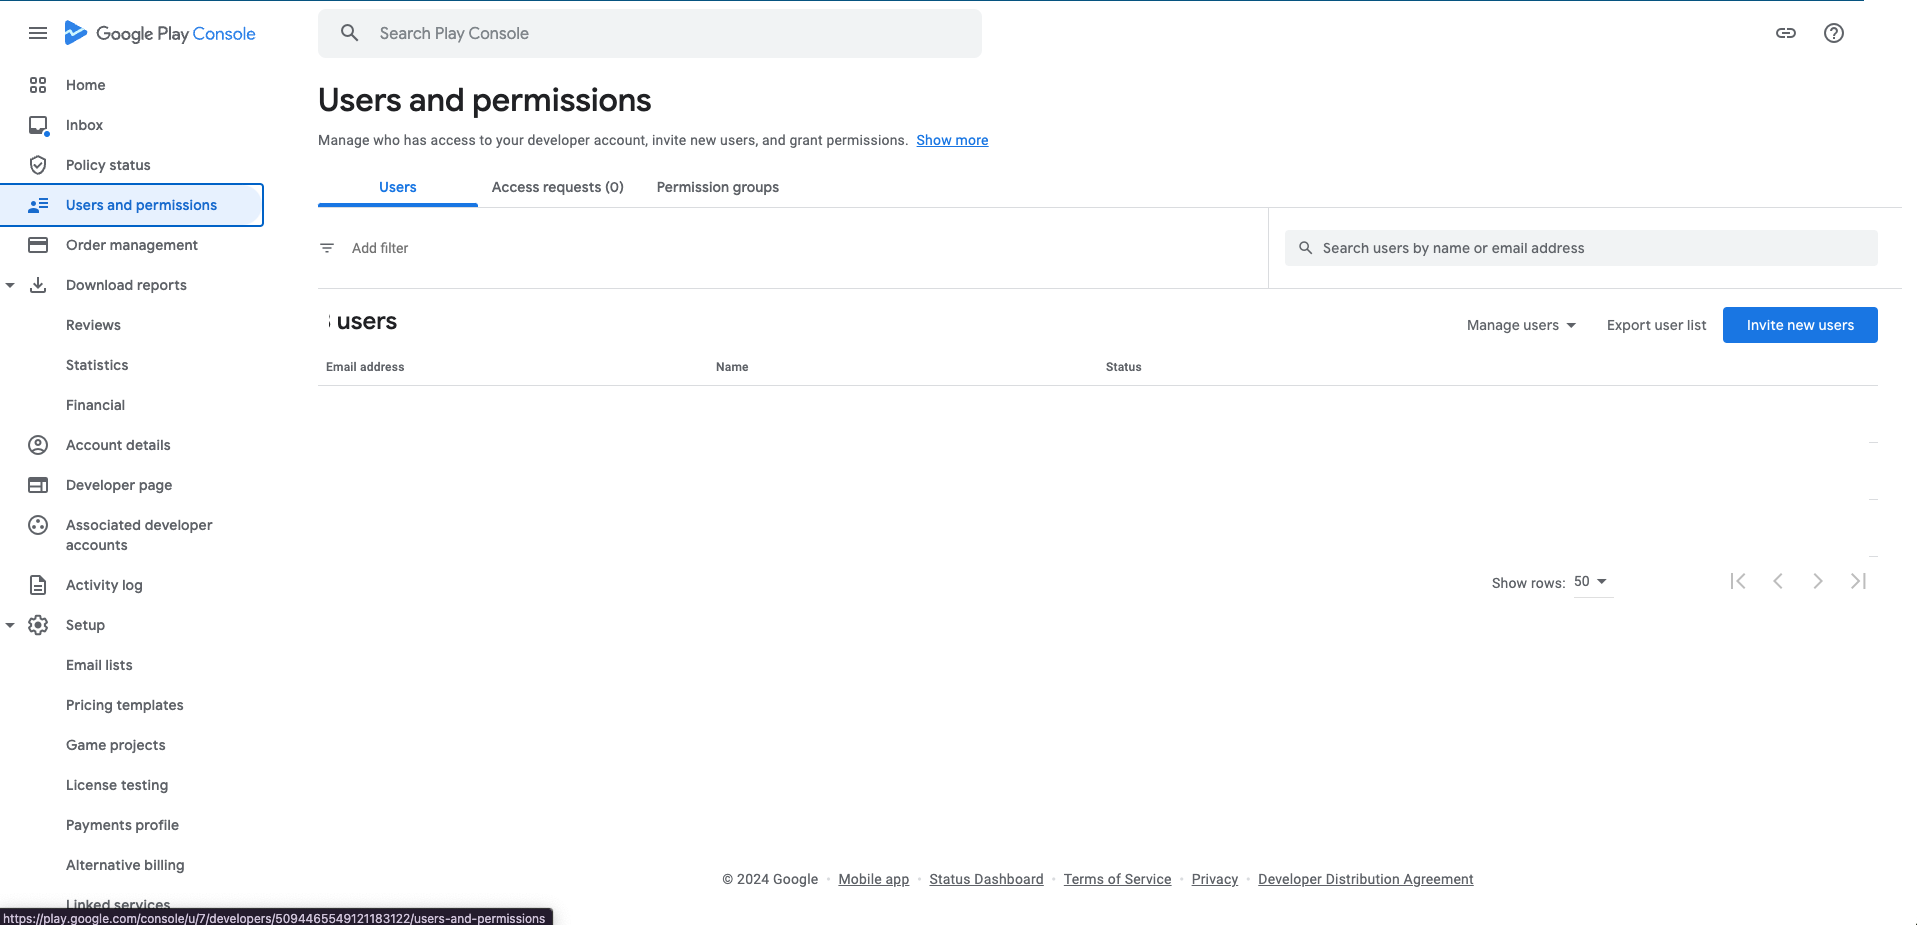 Google Play Console
Search Play Console
Home
Inbox
Policy status
Users and permissions
Order management
Download reports
Reviews
Statistics
Financial
Account details
Developer page
Associated developer
accounts
Activity log
Setup
Email lists
Pricing templates
Game projects
License testing
Payments profile
Alternative billing
Linked services
https://play.google.com/console/u/7/developers/5094465549121183122/users-and-permissions
Users and permissions
Manage who has access to your developer account, invite new users, and grant permissions. Show more
Users Access requests (0) Permission groups
Add filter
Search users by name or email address
users
Manage users Export user list Invite new users
Email address Name Status
Show rows: 50
© 2024 Google · Mobile app · Status Dashboard · Terms of Service · Privacy · Developer Distribution Agreement